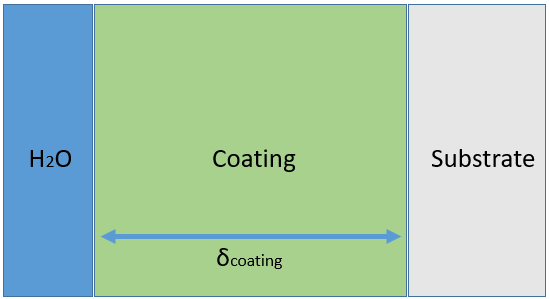 H₂O
Coating
Substrate
δcoating